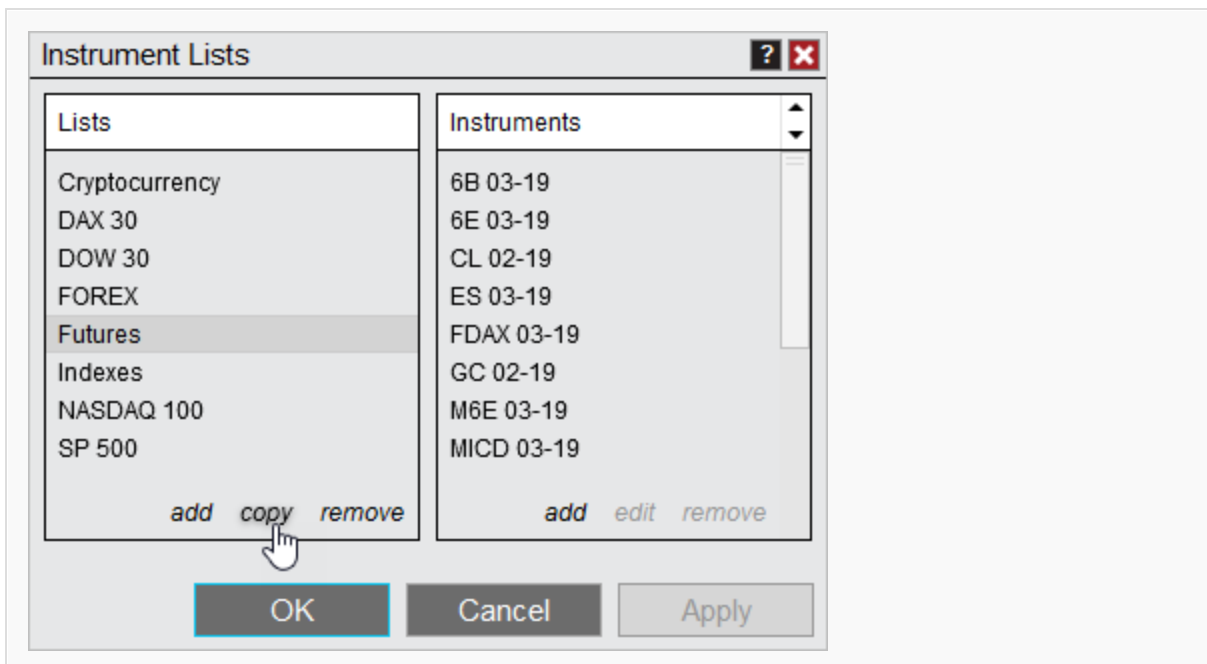 Instrument Lists
?
Lists
Cryptocurrency
DAX 30
DOW 30
FOREX
Futures
Indexes
NASDAQ 100
SP 500
add copy remove
Instruments
6B 03-19
6E 03-19
CL 02-19
ES 03-19
FDAX 03-19
GC 02-19
M6E 03-19
MICD 03-19
add edit remove
OK Cancel Apply